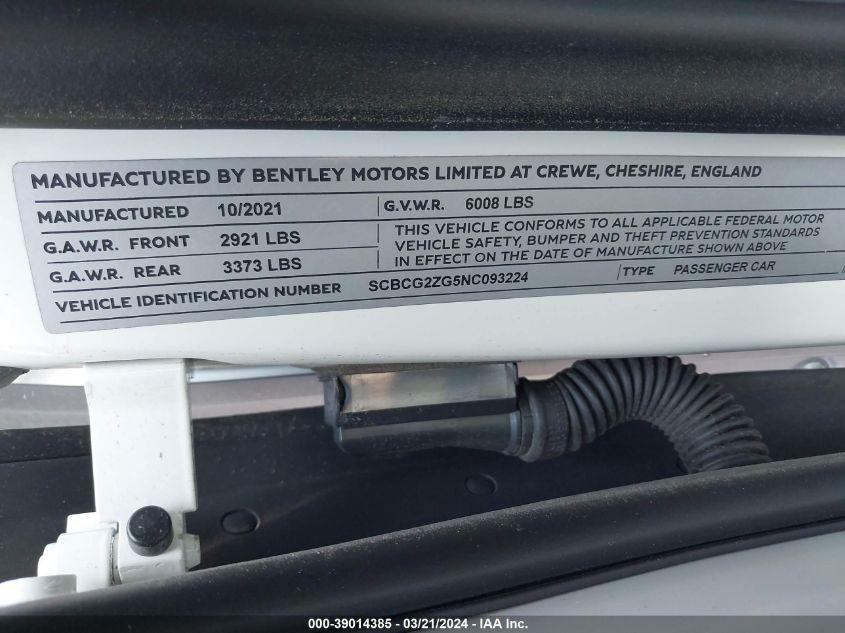 MANUFACTURED BY BENTLEY MOTORS LIMITED AT CREWE, CHESHIRE, ENGLAND
MANUFACTURED 10/2021 G.V.W.R. 6008 LBS
G.A.W.R. FRONT 2921 LBS
G.A.W.R. REAR 3373 LBS
THIS VEHICLE CONFORMS TO ALL APPLICABLE FEDERAL MOTOR
VEHICLE SAFETY, BUMPER AND THEFT PREVENTION STANDARDS
IN EFFECT ON THE DATE OF MANUFACTURE SHOWN ABOVE
VEHICLE IDENTIFICATION NUMBER SCBCG2ZG5NC093224 TYPE PASSENGER CAR
000-39014385 - 03/21/2024 - IAA Inc.